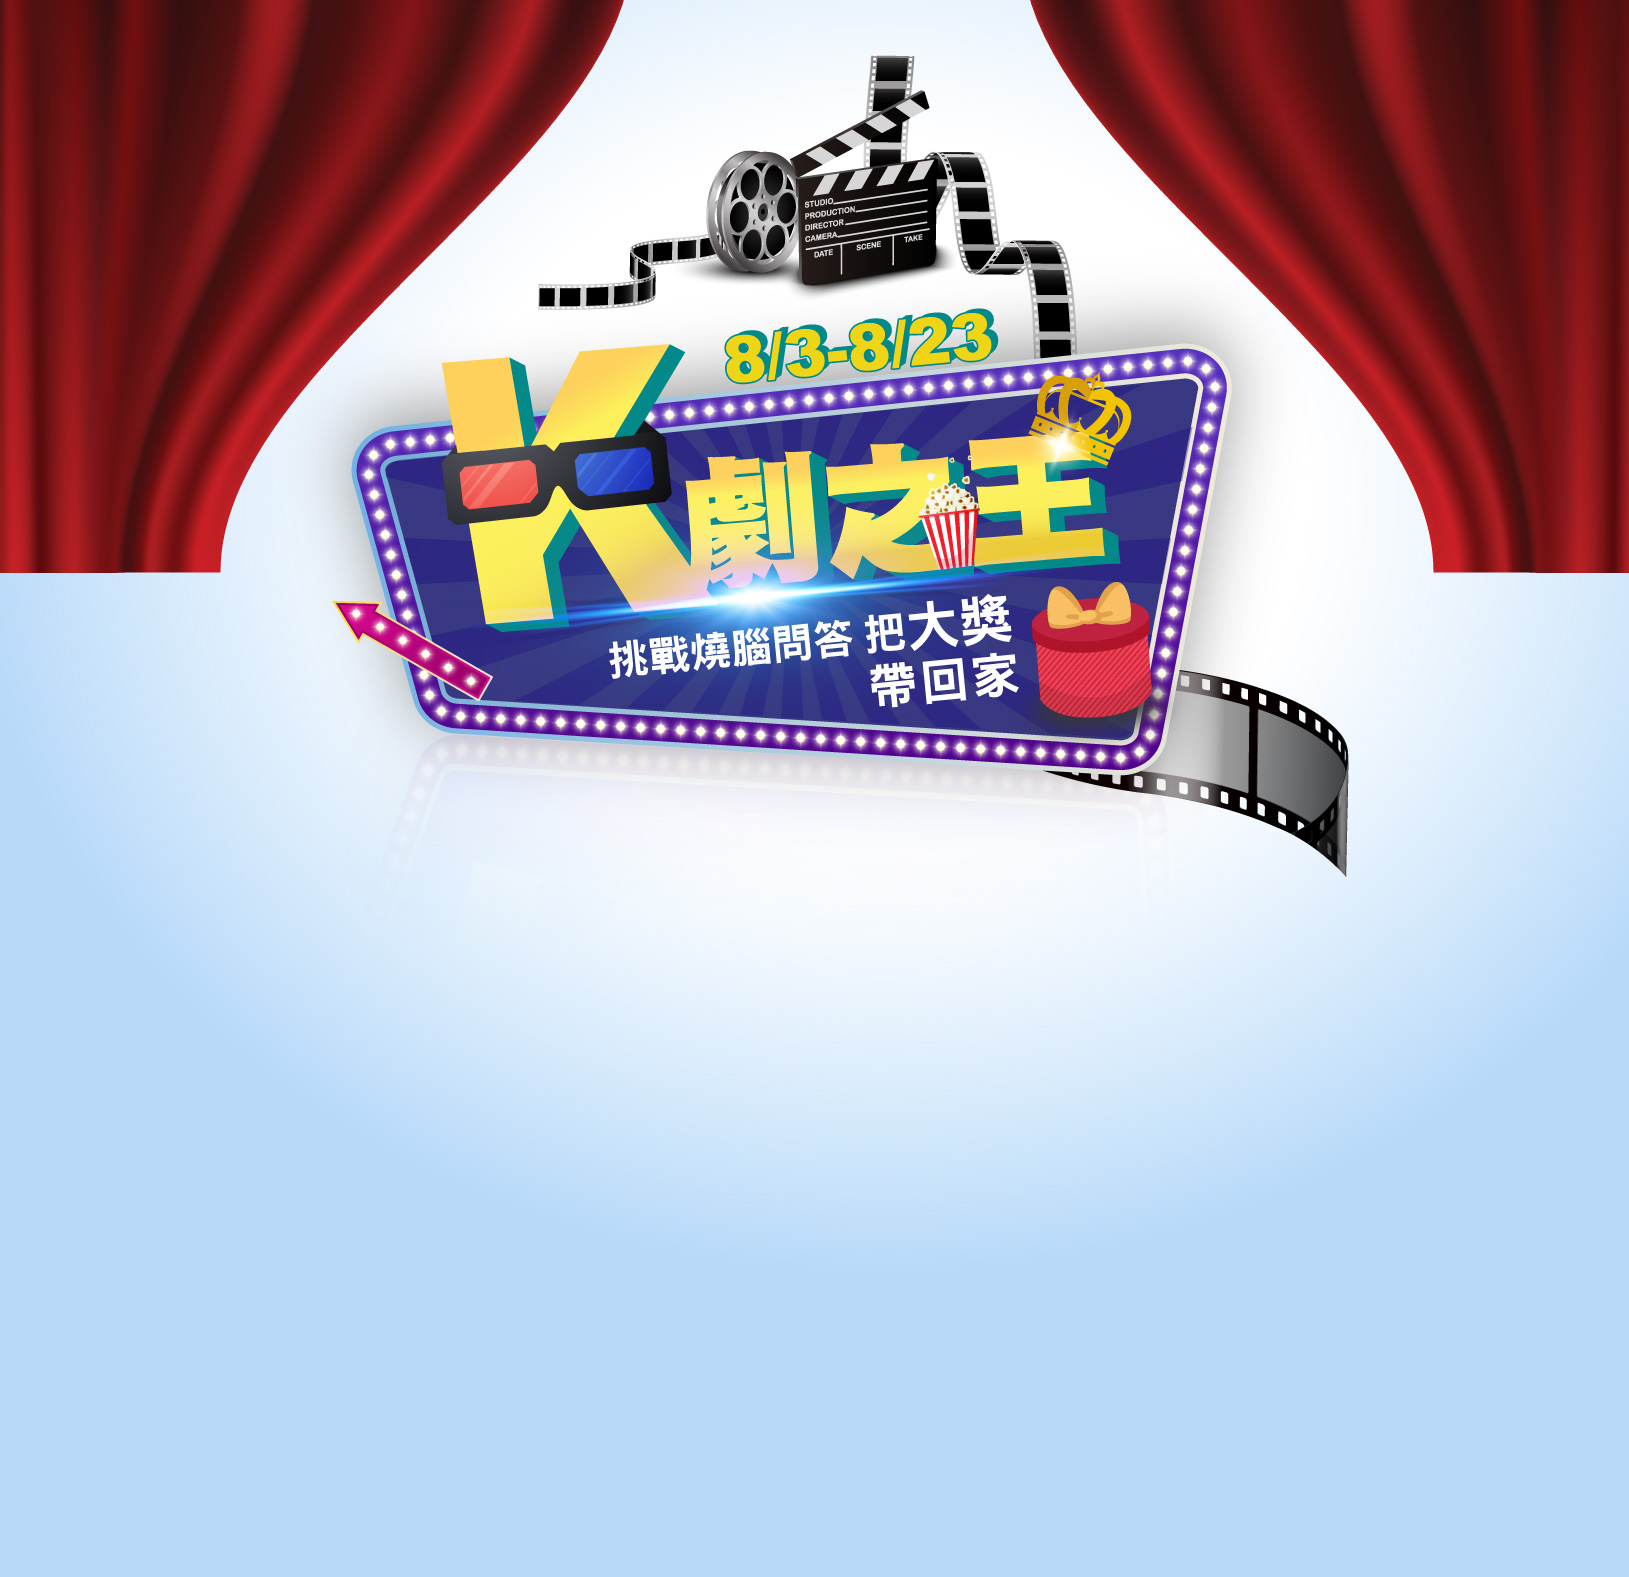 STUDIO
PRODUCTION
DIRECTOR
CAMERA
DATE SCENE TAKE
8/3-8/23
K劇之王
挑戰燒腦問答 把大獎
帶回家